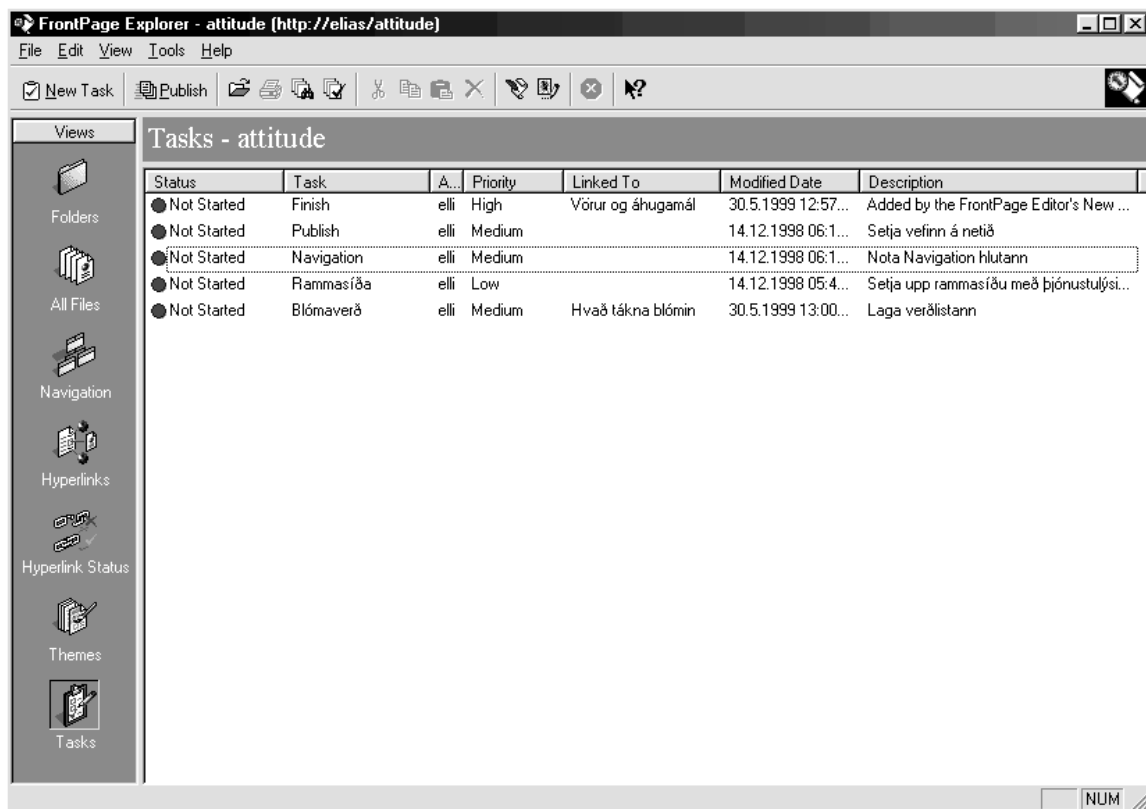 FrontPage Explorer - attitude (http://elias/attitude)
File Edit View Tools Help
New Task Publish
Views
Tasks - attitude
Folders
All Files
Navigation
Hyperlinks
Hyperlink Status
Themes
Tasks
Status Task A... Priority Linked To Modified Date Description
Not Started Finish elli High Vörur og áhugamál 30.5.1999 12:57... Added by the FrontPage Editor's New ...
Not Started Publish elli Medium 14.12.1998 06:1... Setja vefinn á netið
Not Started Navigation elli Medium 14.12.1998 06:1... Nota Navigation hlutann
Not Started Rammasíða elli Low 14.12.1998 05:4... Setja upp rammasíðu með þjónustulýsi...
Not Started Blómaverð elli Medium Hvað tákna blómin 30.5.1999 13:00... Laga verðlistann
NUM